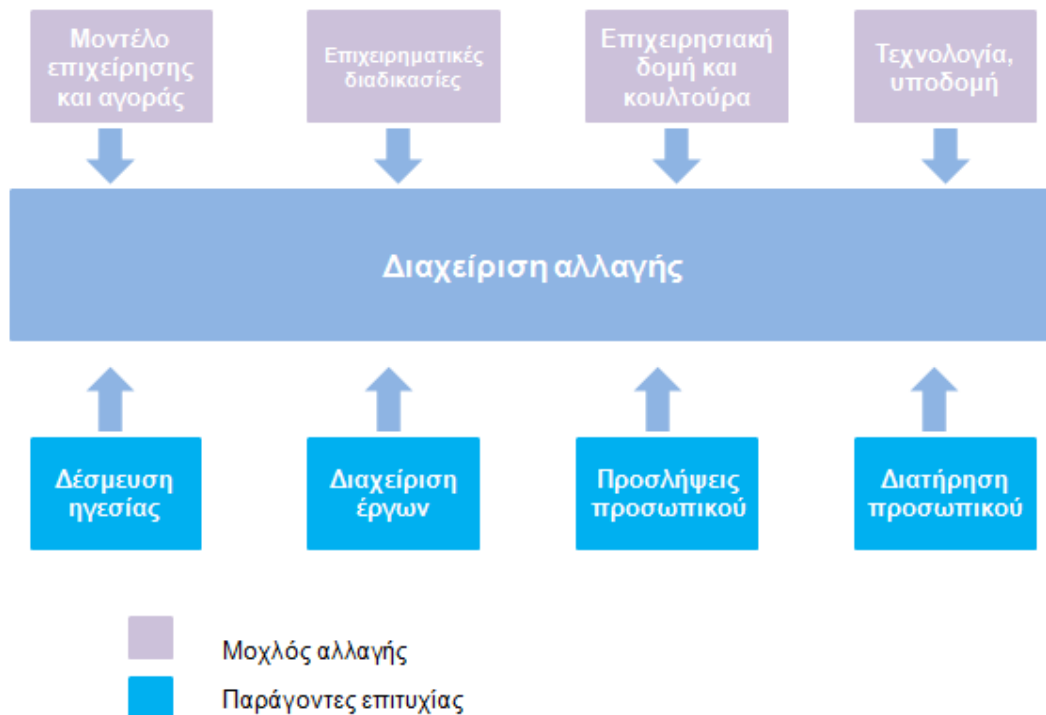 Μοντέλο
επιχείρησης
και αγοράς
Επιχειρηματικές
διαδικασίες
Επιχειρησιακή
δομή και
κουλτούρα
Τεχνολογία,
υποδομή
Διαχείριση αλλαγής
Δέσμευση
ηγεσίας
Διαχείριση
έργων
Προσλήψεις
προσωπικού
Διατήρηση
προσωπικού
Μοχλός αλλαγής
Παράγοντες επιτυχίας